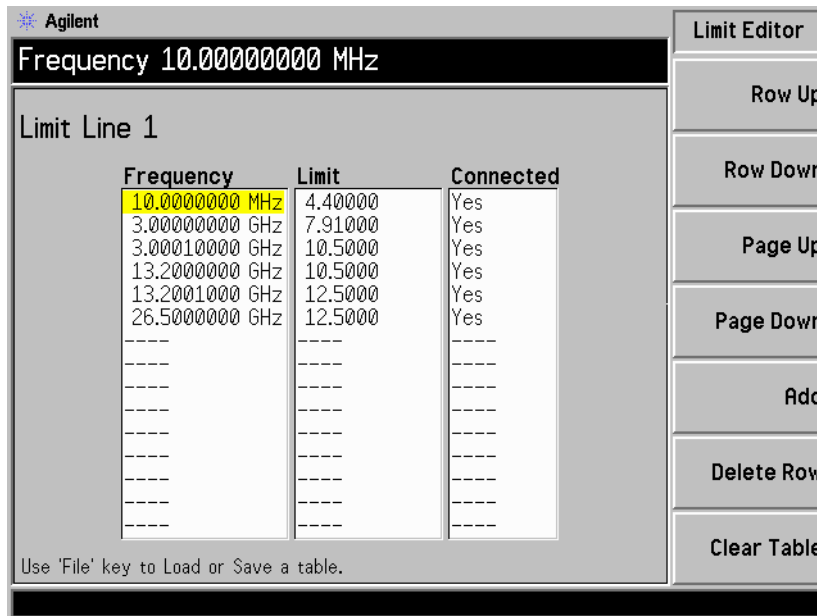 Agilent
Limit Editor
Frequency 10.00000000 MHz
Limit Line 1
Frequency Limit Connected
10.0000000 MHz 4.40000 Yes
3.00000000 GHz 7.91000 Yes
3.00010000 GHz 10.5000 Yes
13.2000000 GHz 10.5000 Yes
13.2001000 GHz 12.5000 Yes
26.5000000 GHz 12.5000 Yes
---- ---- ----
---- ---- ----
---- ---- ----
---- ---- ----
---- ---- ----
---- ---- ----
---- ---- ----
---- ---- ----
---- ---- ----
Use 'File' key to Load or Save a table.
Row Up
Row Down
Page Up
Page Down
Add
Delete Row
Clear Table